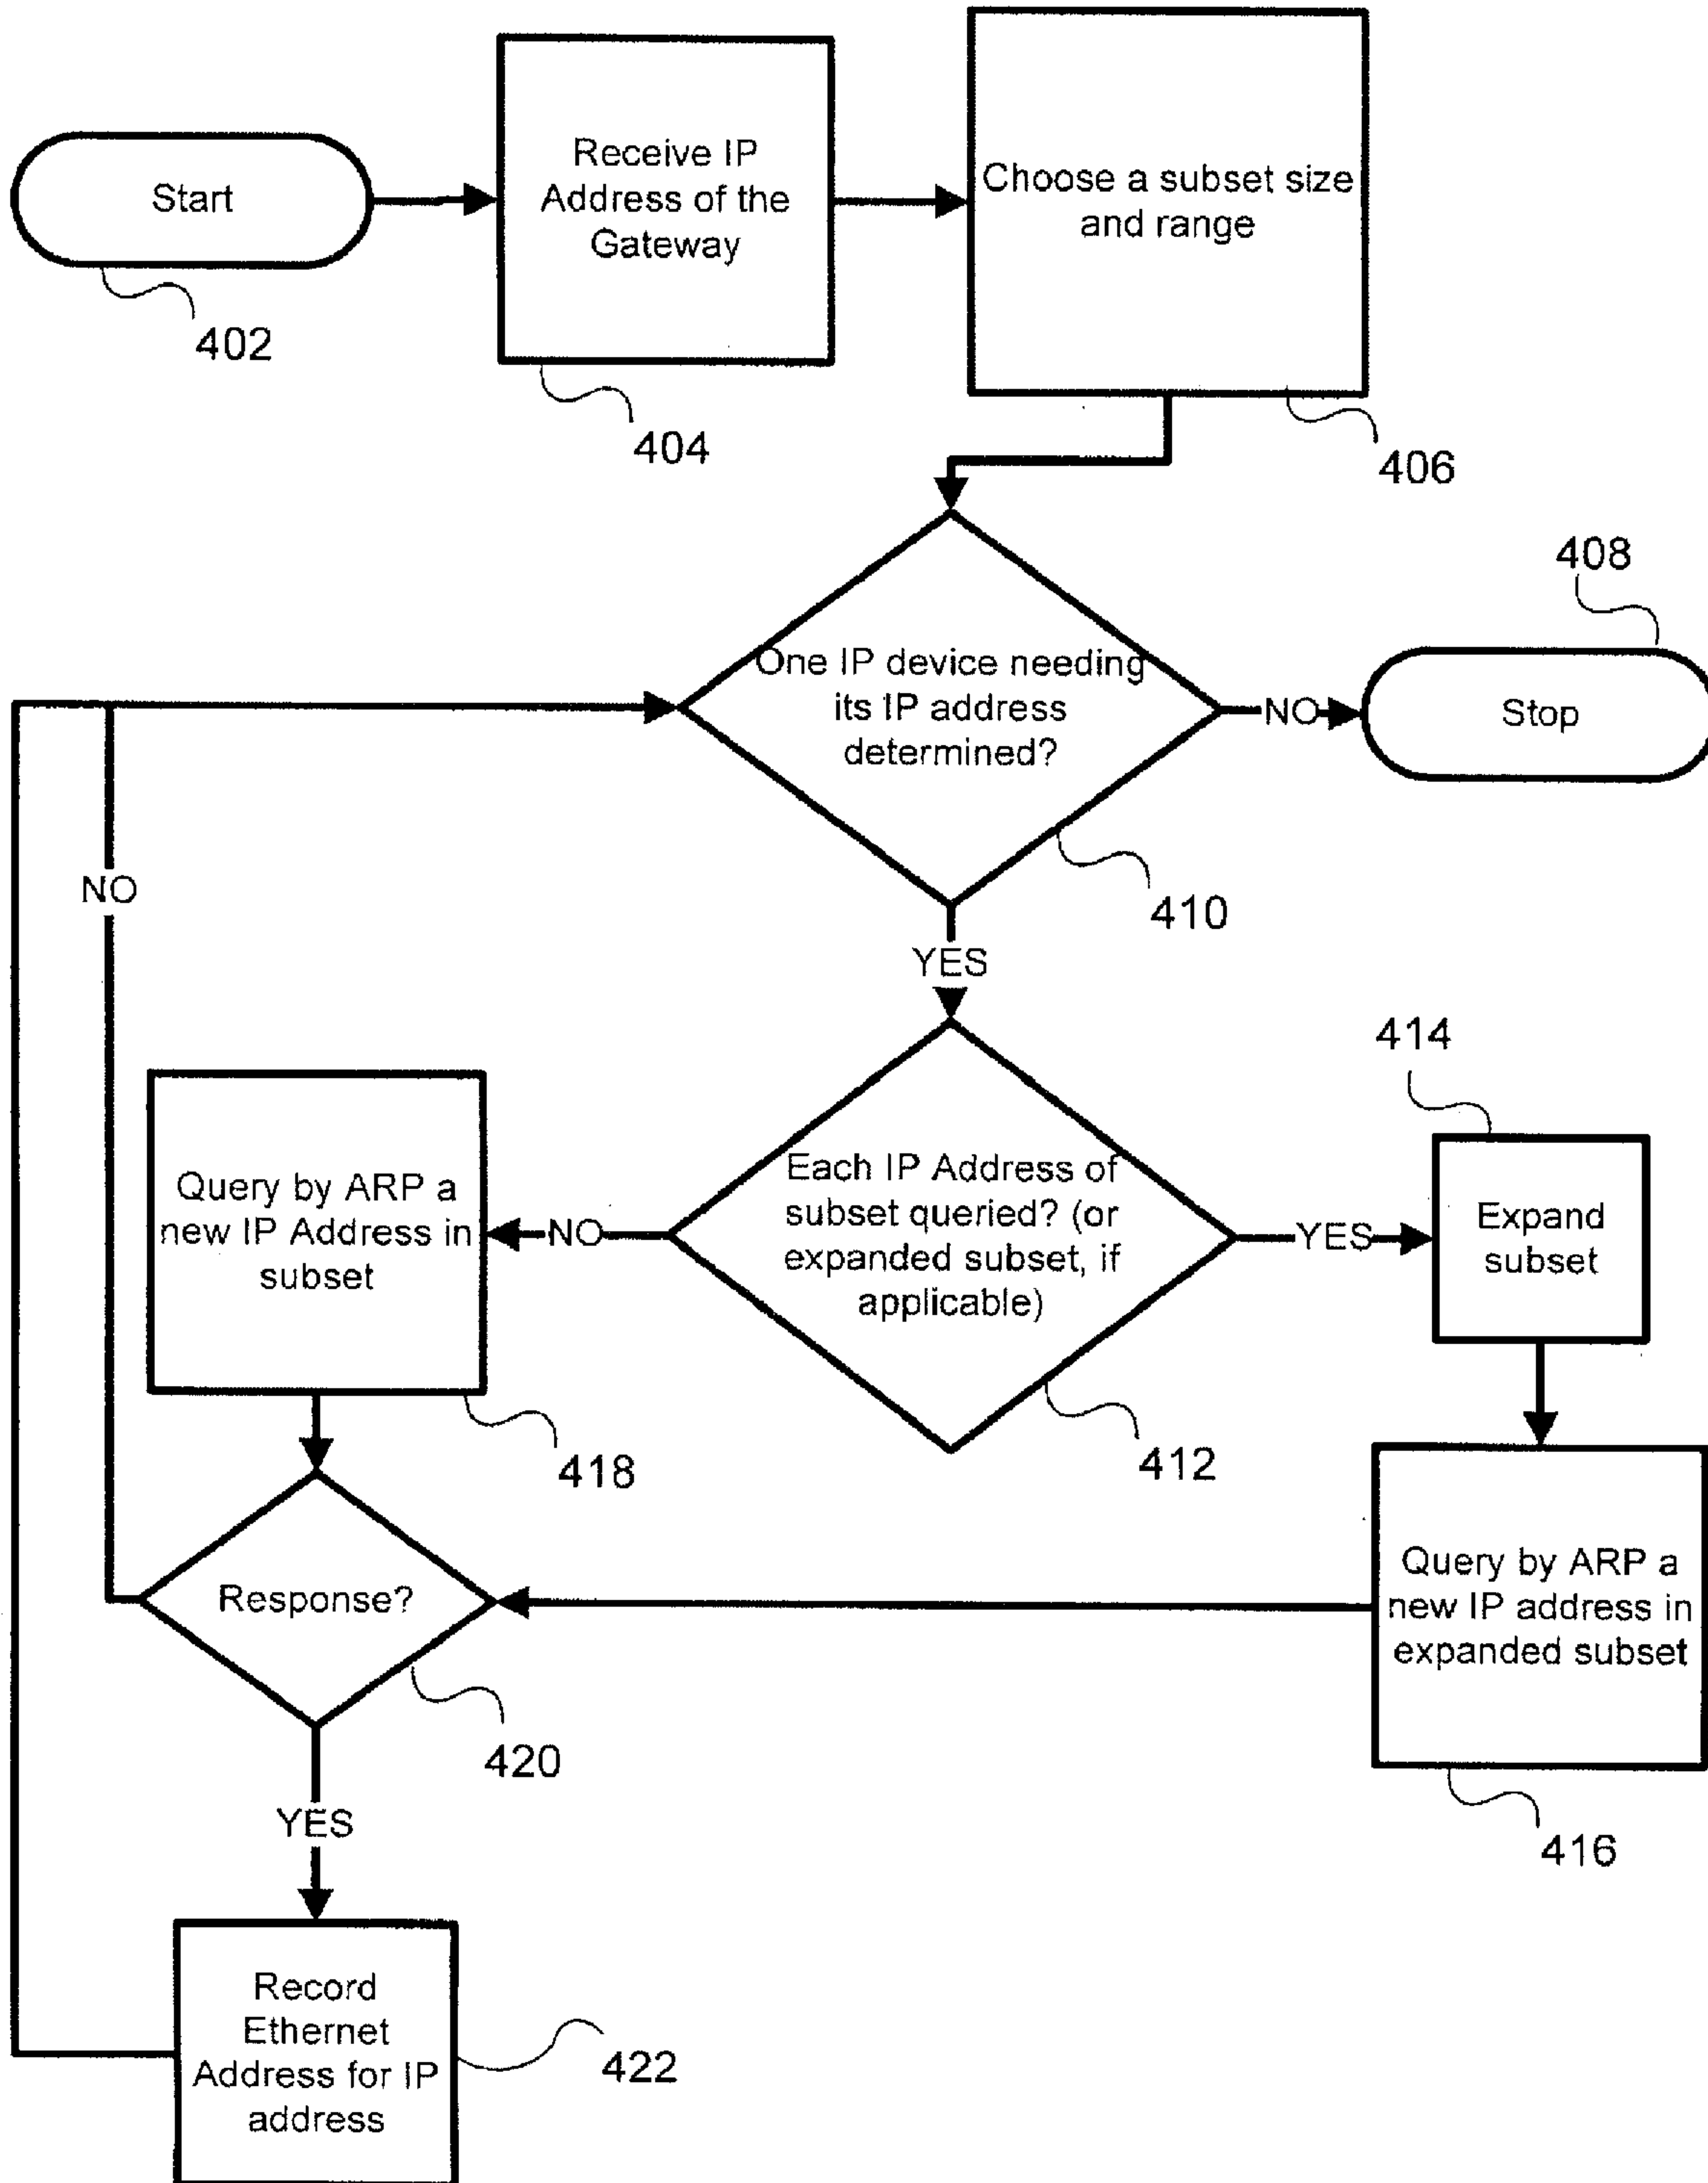 Start
402
Receive IP
Address of the
Gateway
404
Choose a subset size
and range
406
408
One IP device needing
its IP address
determined?
NO
Stop
410
NO
YES
414
Query by ARP a
new IP Address in
subset
NO
Each IP Address of
subset queried? (or
expanded subset, if
applicable)
YES
Expand
subset
418
412
Response?
Query by ARP a
new IP address in
expanded subset
420
YES
416
Record
Ethernet
Address for IP
address
422